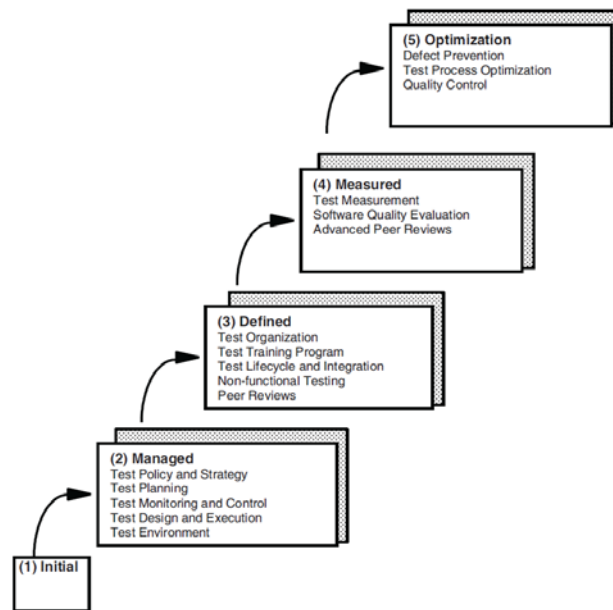 (5) Optimization
Defect Prevention
Test Process Optimization
Quality Control
(4) Measured
Test Measurement
Software Quality Evaluation
Advanced Peer Reviews
(3) Defined
Test Organization
Test Training Program
Test Lifecycle and Integration
Non-functional Testing
Peer Reviews
(2) Managed
Test Policy and Strategy
Test Planning
Test Monitoring and Control
Test Design and Execution
Test Environment
(1) Initial